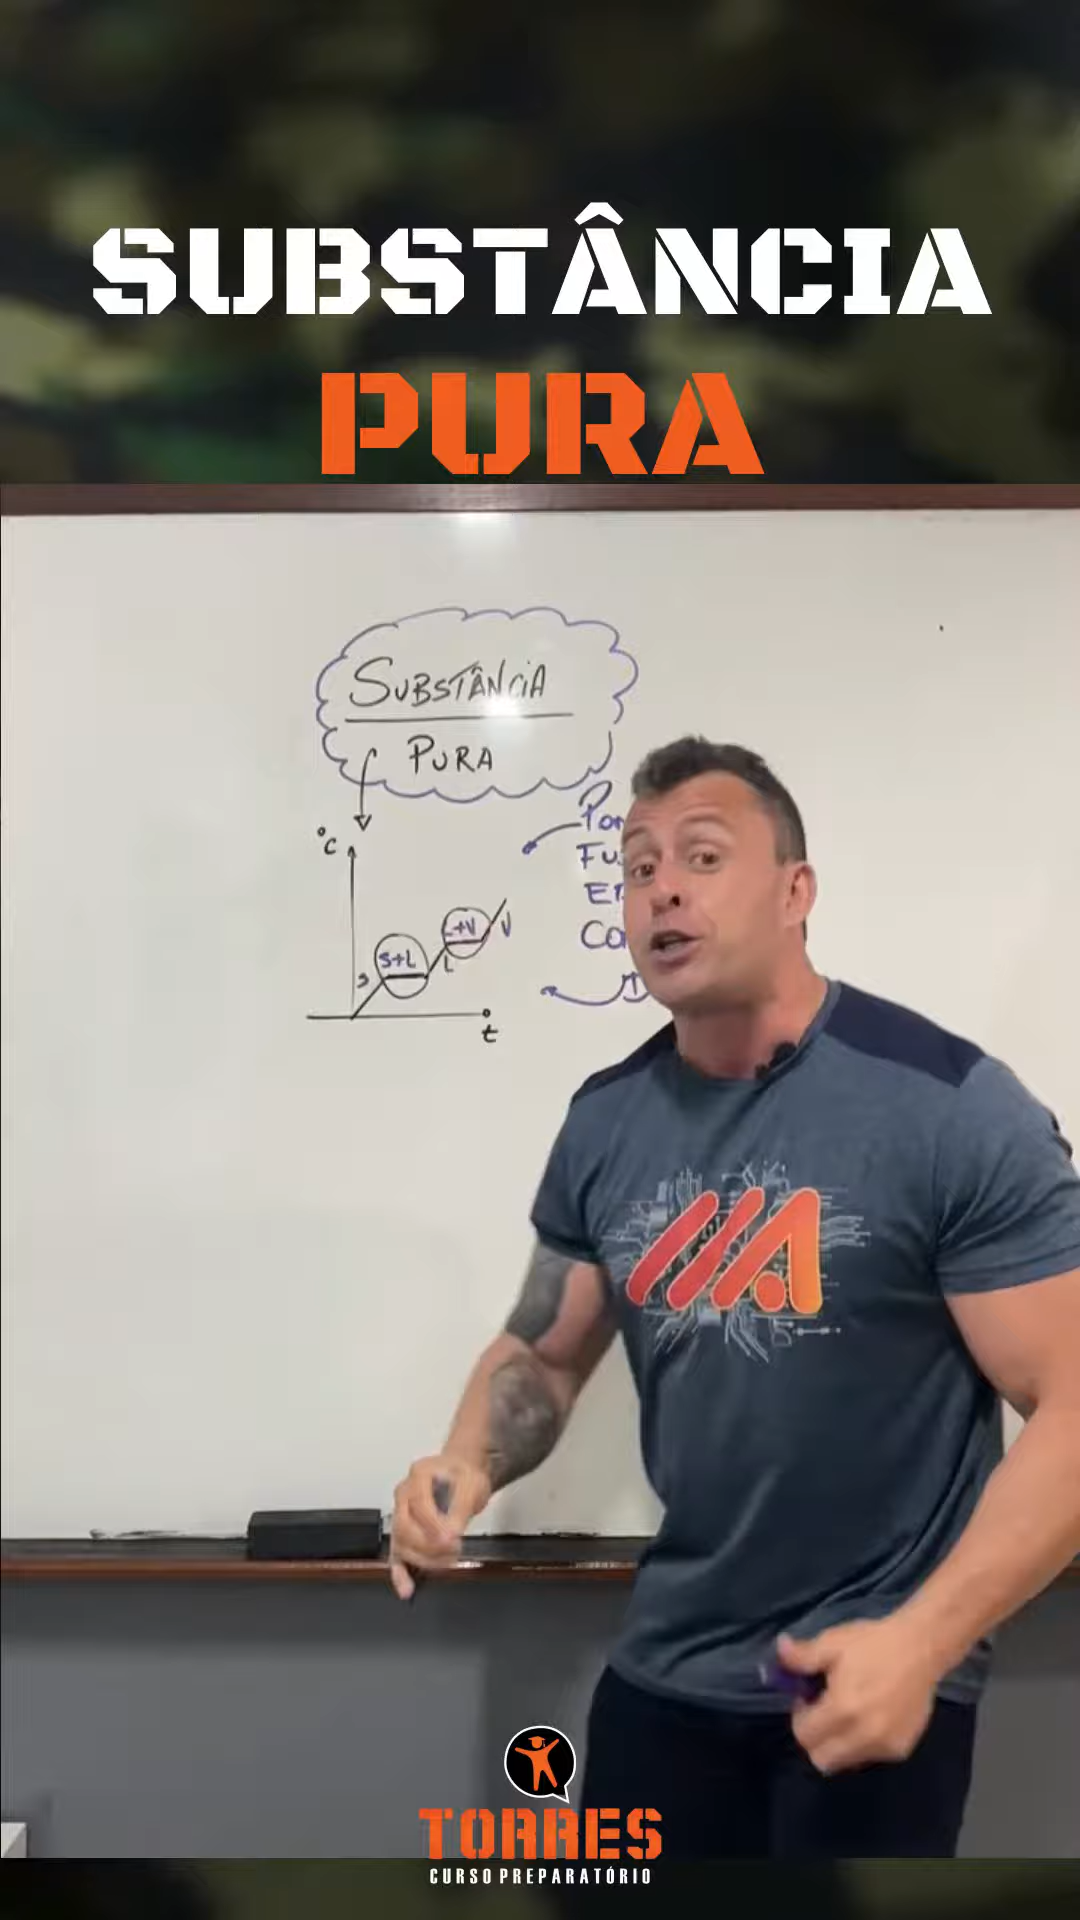 SUBSTÂNCIA
PURA
SUBSTÂNCIA
PURA
°C
S
S+L
L
L+V
V
t
TORRES
CURSO PREPARATÓRIO